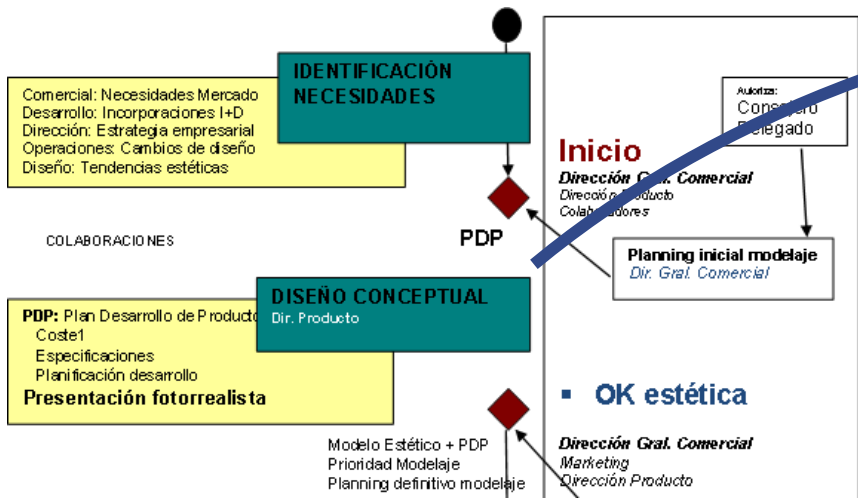 IDENTIFICACIÓN
NECESIDADES
Comercial: Necesidades Mercado
Desarrollo: Incorporaciones I+D
Dirección: Estrategia empresarial
Operaciones: Cambios de diseño
Diseño: Tendencias estéticas
Autoriza:
Consejero
Delegado
Inicio
Dirección Gral. Comercial
Dirección Producto
Colaboradores
COLABORACIONES
PDP
Planning inicial modelaje
Dir. Gral. Comercial
DISEÑO CONCEPTUAL
Dir. Producto
PDP: Plan Desarrollo de Producto
Coste1
Especificaciones
Planificación desarrollo
Presentación fotorrealista
▪ OK estética
Modelo Estético + PDP
Prioridad Modelaje
Planning definitivo modelaje
Dirección Gral. Comercial
Marketing
Dirección Producto